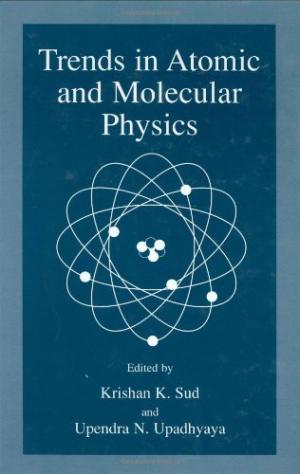 Trends in Atomic
and Molecular
Physics
Edited by
Krishan K. Sud
and
Upendra N. Upadhyaya